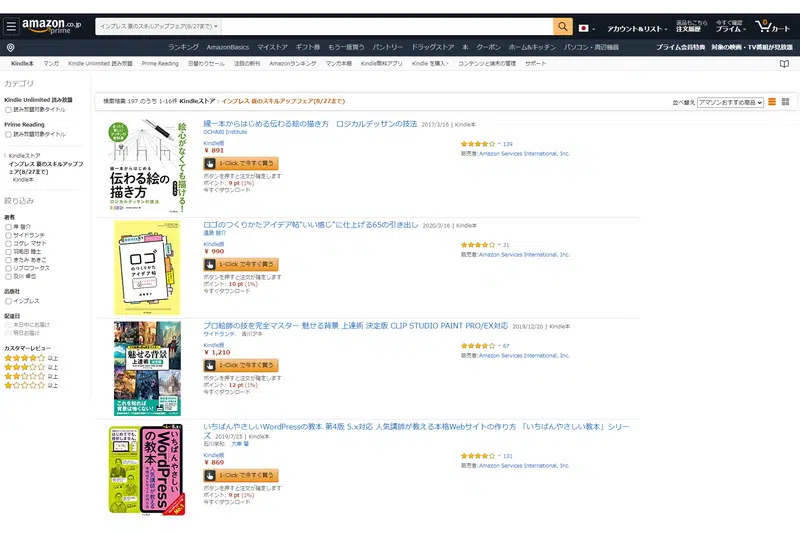 amazon.co.jp
prime
インプレス 夏のスキルアップフェア(8/27まで)
アカウント&リスト
返品もこちら
注文履歴
今すぐ確認
プライム
0
カート
ランキング AmazonBasics マイストア ギフト券 もう一度買う パントリー ドラッグストア 本 クーポン ホーム&キッチン パソコン・周辺機器
プライム会員特典 対象の映画・TV番組が見放題
Kindle本 マンガ Kindle Unlimited 読み放題 Prime Reading 日替わりセール 注目の新刊 Amazonランキング マンガ本棚 Kindle無料アプリ Kindle を購入 コンテンツと端末の管理 サポート
カテゴリ
Kindle Unlimited 読み放題
読み放題対象タイトル
Prime Reading
読み放題対象タイトル
Kindleストア
インプレス 夏のスキルアップフェア(8/27まで)
Kindle本
絞り込み
著者
岸 啓介
サイドランチ
コグレ マサト
羽毛田 睦土
きたみ あきこ
リブロワークス
及川 卓也
出版社
インプレス
配達日
本日中にお届け
明日お届け
カスタマーレビュー
以上
以上
以上
以上
検索結果 197 のうち 1-16件 Kindleストア : インプレス 夏のスキルアップフェア(8/27まで)
並べ替え アマゾンおすすめ商品
線一本からはじめる伝わる絵の描き方 ロジカルデッサンの技法 2017/3/16 | Kindle本
OCHABI Institute
Kindle版
¥ 891
1-Click で今すぐ買う
ボタンを押すと注文が確定します
ポイント: 9 pt (1%)
今すぐダウンロード
139
販売者: Amazon Services International, Inc.
絵心がなくても描ける!
線一本からはじめる
伝わる絵の描き方
ロジカルデッサンの技法
ロゴのつくりかたアイデア帖“いい感じ”に仕上げる65の引き出し 2020/3/16 | Kindle本
遠島 啓介
Kindle版
¥ 990
1-Click で今すぐ買う
ボタンを押すと注文が確定します
ポイント: 10 pt (1%)
今すぐダウンロード
31
販売者: Amazon Services International, Inc.
ロゴ
のつくりかた
アイデア帖
プロ絵師の技を完全マスター 魅せる背景 上達術 決定版 CLIP STUDIO PAINT PRO/EX対応 2019/12/20 | Kindle本
サイドランチ、 吉川アキ
Kindle版
¥ 1,210
1-Click で今すぐ買う
ボタンを押すと注文が確定します
ポイント: 12 pt (1%)
今すぐダウンロード
67
販売者: Amazon Services International, Inc.
魅せる背景
上達術
これを知れば
背景は怖くない!
いちばんやさしいWordPressの教本 第4版 5.x対応 人気講師が教える本格Webサイトの作り方 「いちばんやさしい教本」シリーズ 2019/7/25 | Kindle本
石川栄和、 大串 肇
Kindle版
¥ 869
1-Click で今すぐ買う
ボタンを押すと注文が確定します
ポイント: 9 pt (1%)
今すぐダウンロード
131
販売者: Amazon Services International, Inc.
いちばんやさしい
WordPress
の教本